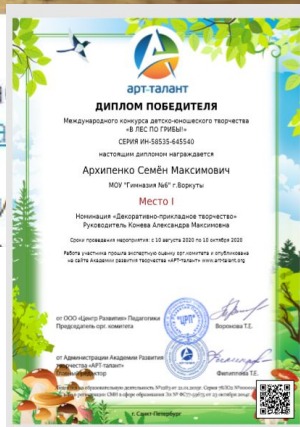 АРТ-ТАЛАНТ
ДИПЛОМ ПОБЕДИТЕЛЯ
Международного конкурса детско-юношеского творчества
«В ЛЕС ПО ГРИБЫ!»
СЕРИЯ ИН-58535-645540
настоящим дипломом награждается
Архипенко Семён Максимович
МОУ "Гимназия №6" г.Воркуты
Место I
Номинация «Декоративно-прикладное творчество»
Руководитель Конева Александра Максимовна
Сроки проведения мероприятия: с 10 августа 2020 по 10 октября 2020
Работа участника прошла экспертную оценку орг.комитета и опубликована
на сайте Академии развития творчества «АРТ-талант» www.arttalant.org
от ООО «Центр Развития» Педагогики
Председатель орг. комитета
Воронова Т.Е.
"ЦРП"
от Администрации Академии Развития
творчества «АРТ-талант»
Филиппова Т.Е.
г. Санкт-Петербург